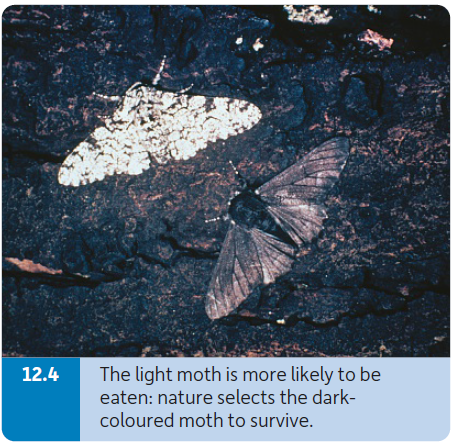 12.4
The light moth is more likely to be
eaten: nature selects the dark-
coloured moth to survive.